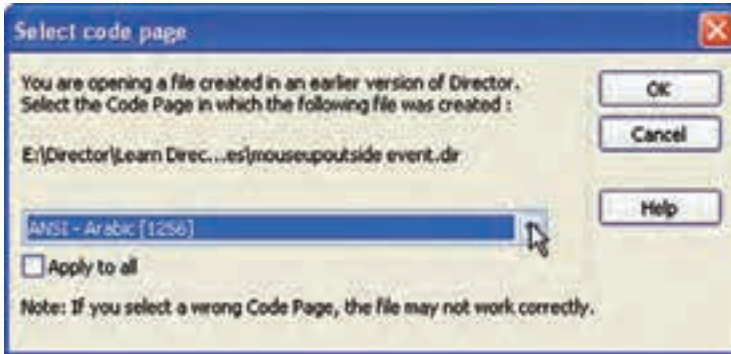 Select code page
You are opening a file created in an earlier version of Director.
Select the Code Page in which the following file was created :
OK
Cancel
E:\Director\Learn Direc...es\mouseupoutside event.dr
Help
ANSI - Arabic [1256]
Apply to all
Note: If you select a wrong Code Page, the file may not work correctly.